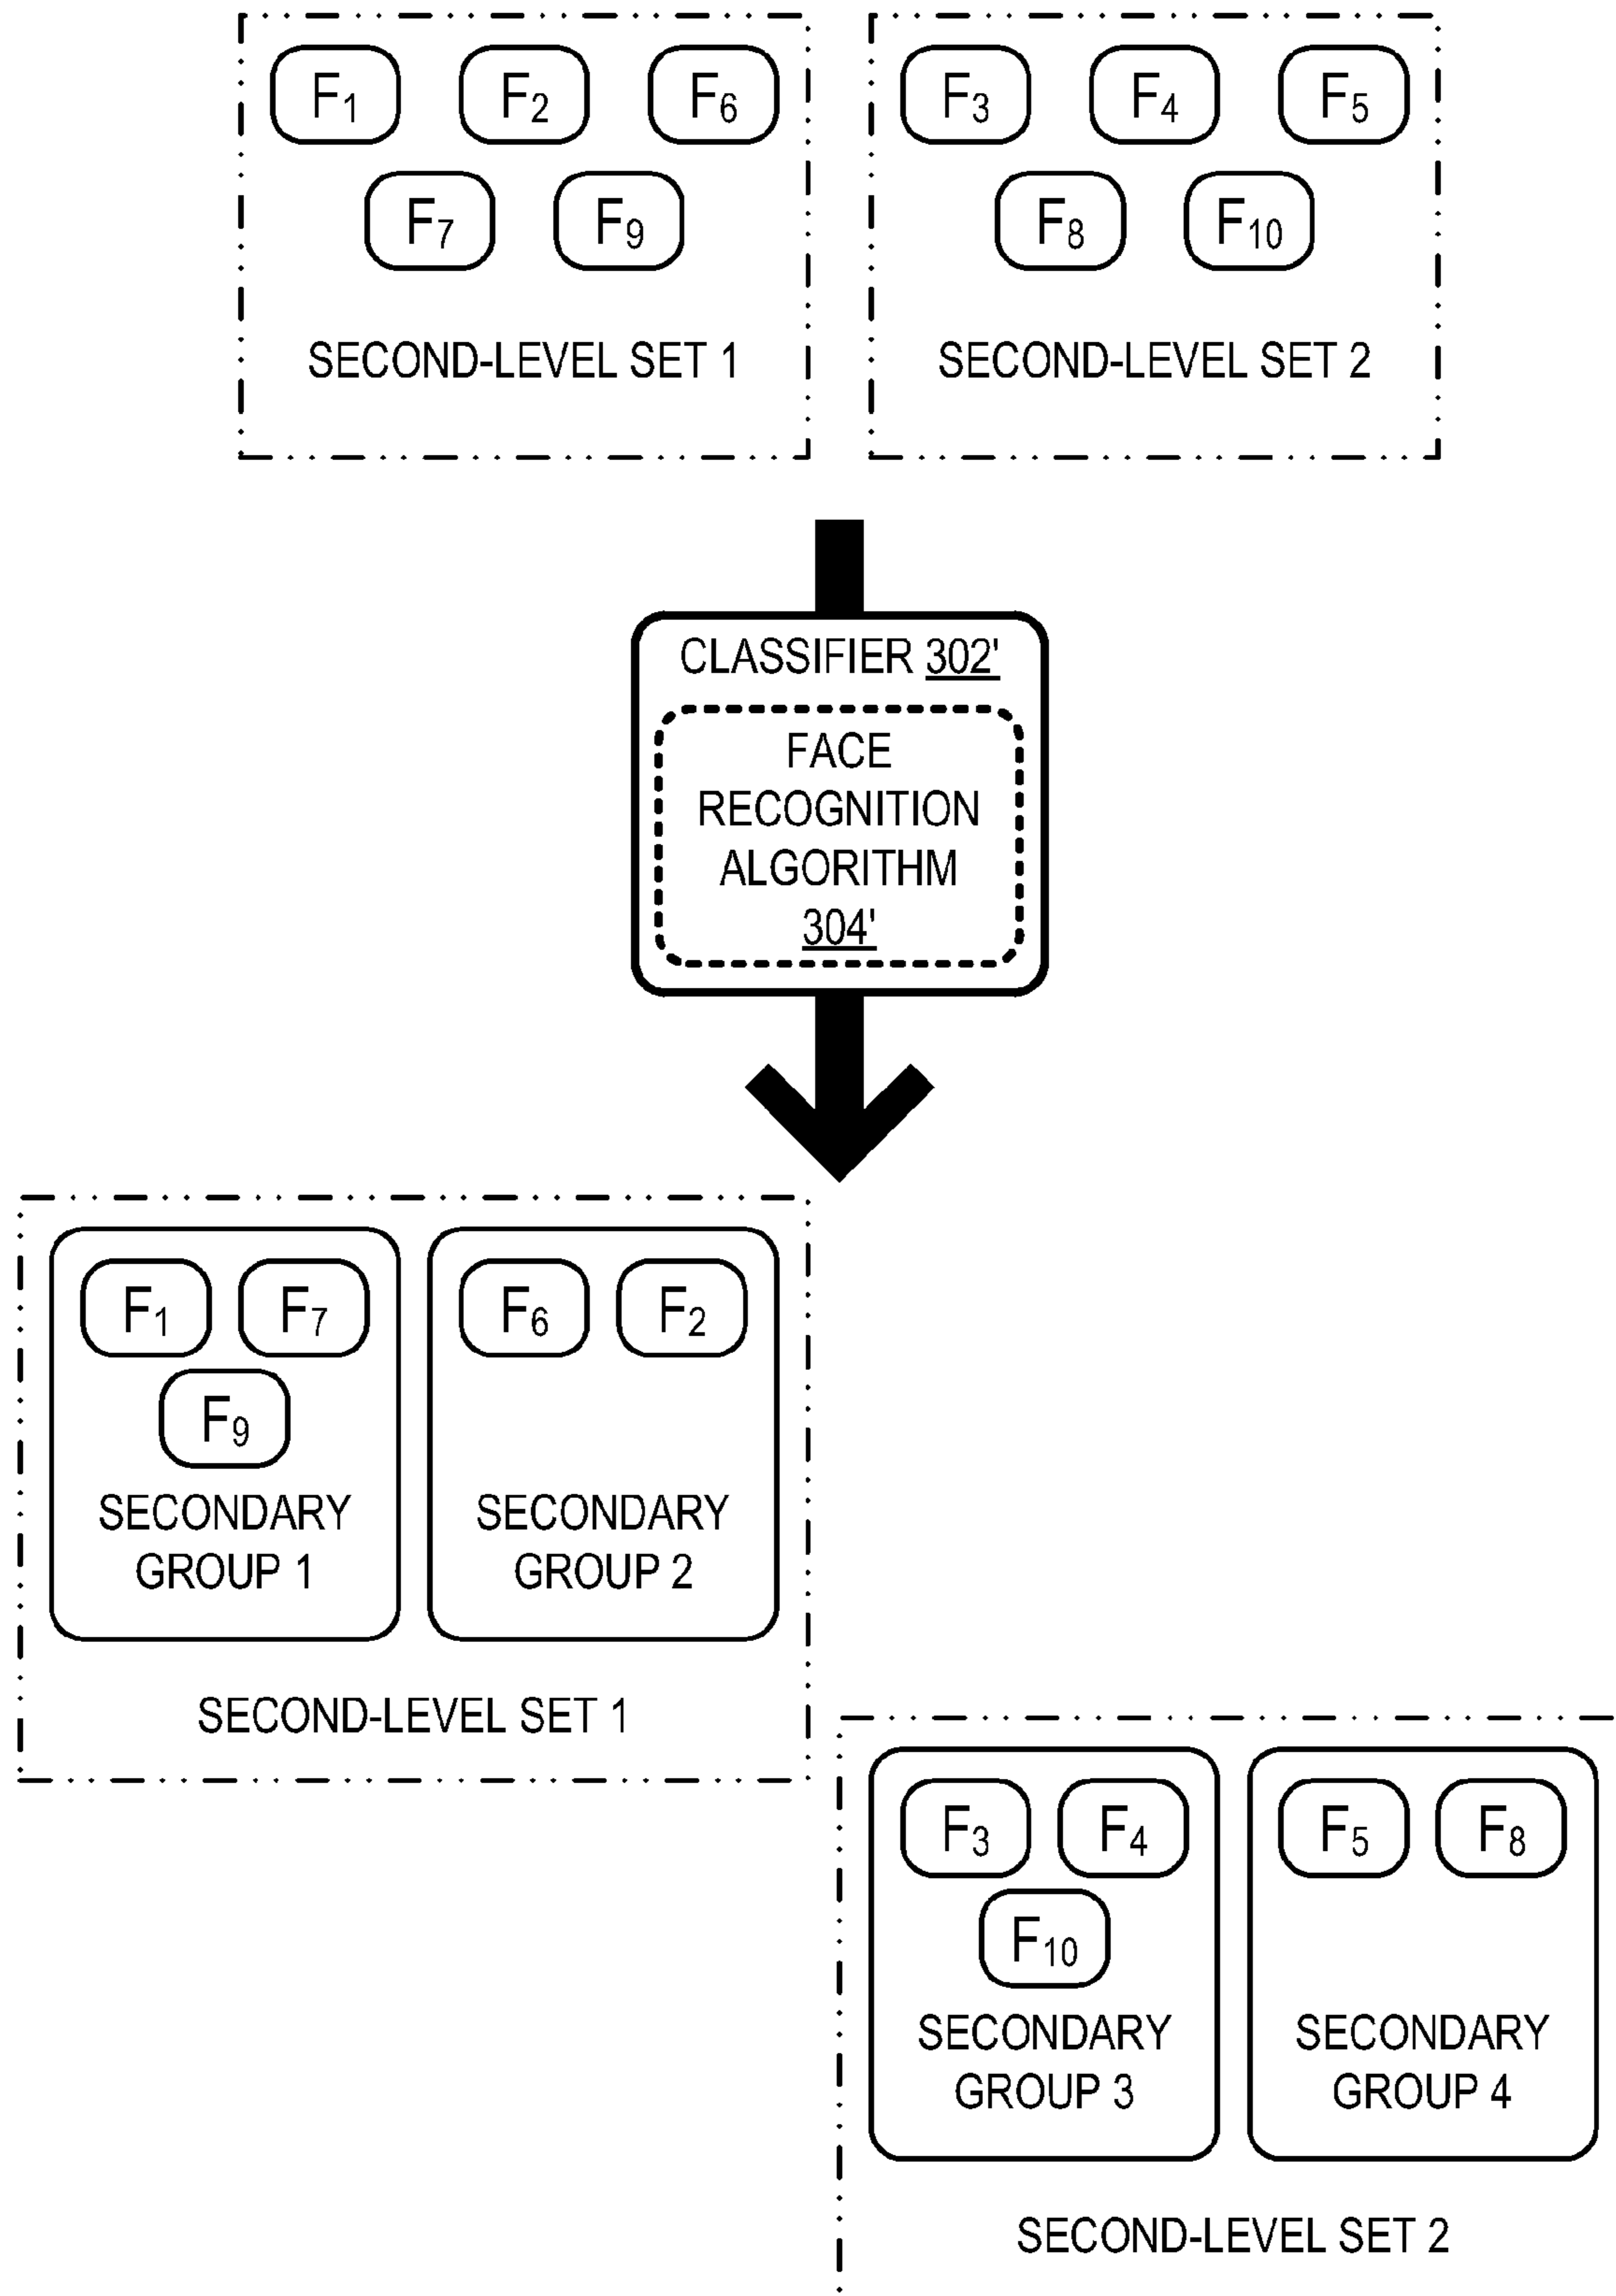 F1 F2 F6
F7 F9
SECOND-LEVEL SET 1
F3 F4 F5
F8 F10
SECOND-LEVEL SET 2
CLASSIFIER 302'
FACE
RECOGNITION
ALGORITHM
304'
F1 F7
F9
SECONDARY
GROUP 1
F6 F2
SECONDARY
GROUP 2
SECOND-LEVEL SET 1
F3 F4
F10
SECONDARY
GROUP 3
F5 F8
SECONDARY
GROUP 4
SECOND-LEVEL SET 2